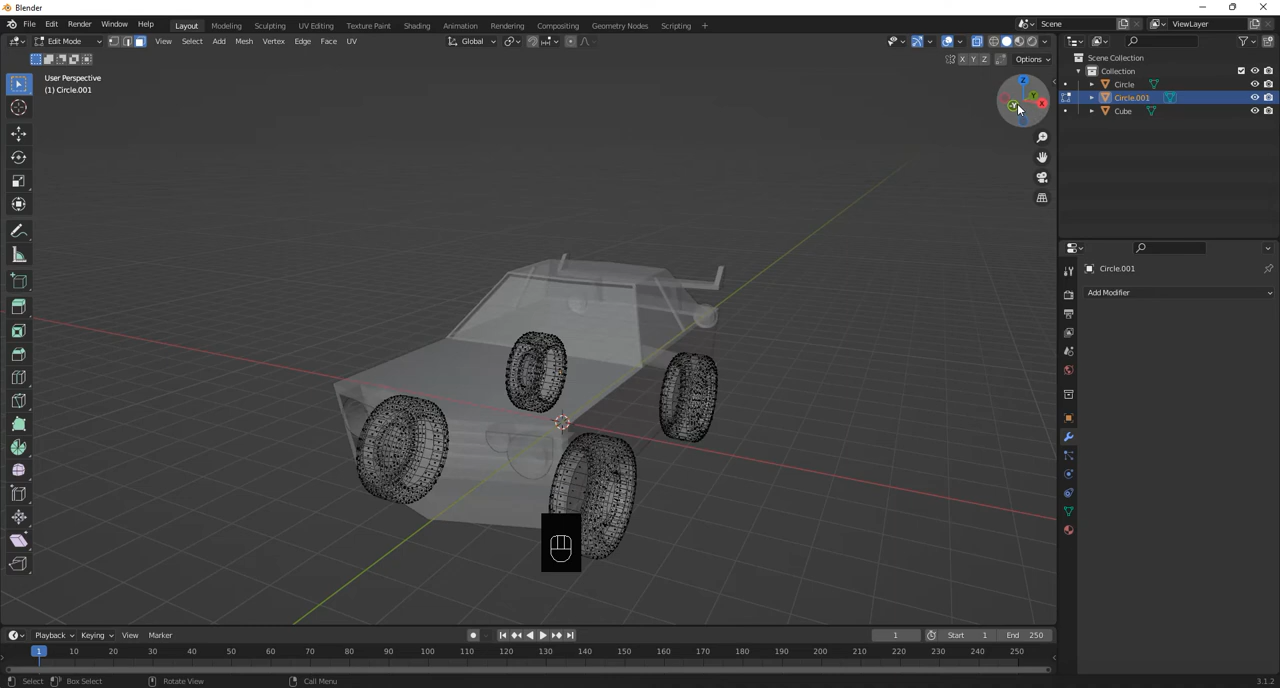 Blender
File Edit Render Window Help Layout Modeling Sculpting UV Editing Texture Paint Shading Animation Rendering Compositing Geometry Nodes Scripting + Scene ViewLayer
Edit Mode View Select Add Mesh Vertex Edge Face UV Global
X Y Z Options
User Perspective
(1) Circle.001
Z
Y
X
Scene Collection
Collection
Circle
Circle.001
Cube
Circle.001
Add Modifier
Playback Keying View Marker 1 Start 1 End 250
1 10 20 30 40 50 60 70 80 90 100 110 120 130 140 150 160 170 180 190 200 210 220 230 240 250
Select Box Select Rotate View Call Menu 3.1.2